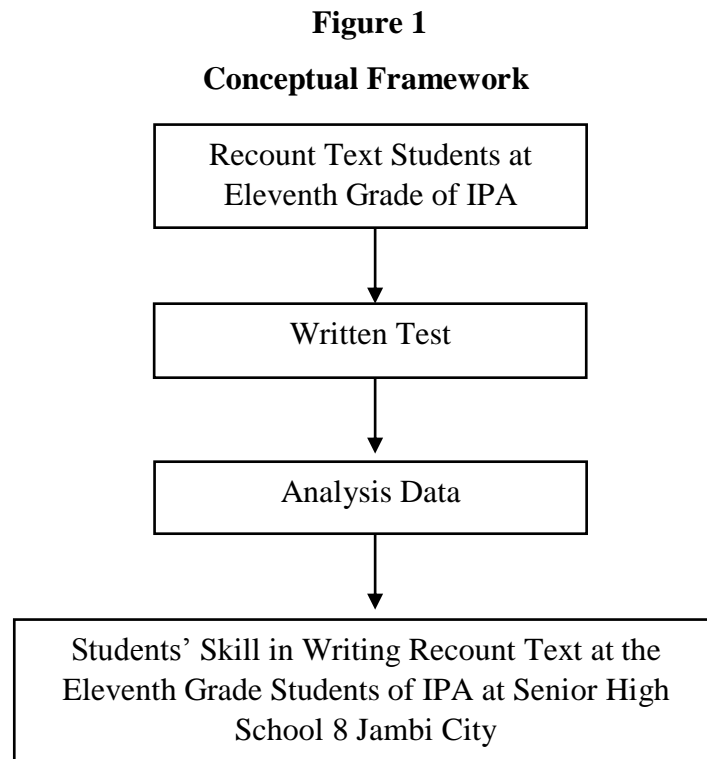 Figure 1
Conceptual Framework
Recount Text Students at
Eleventh Grade of IPA
Written Test
Analysis Data
Students’ Skill in Writing Recount Text at the
Eleventh Grade Students of IPA at Senior High
School 8 Jambi City